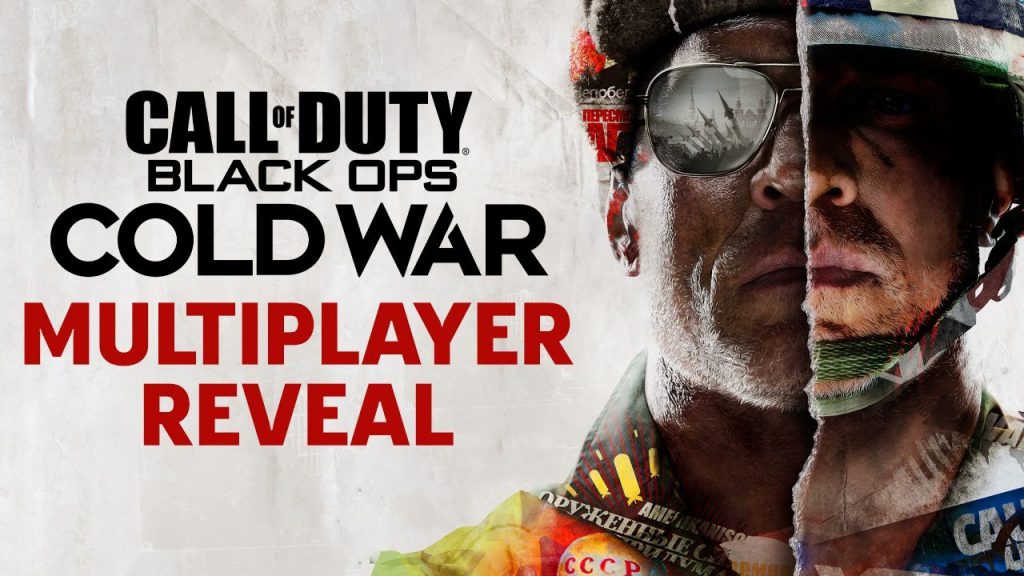 CALL OF DUTY®
BLACK OPS
COLD WAR
MULTIPLAYER
REVEAL
СССР